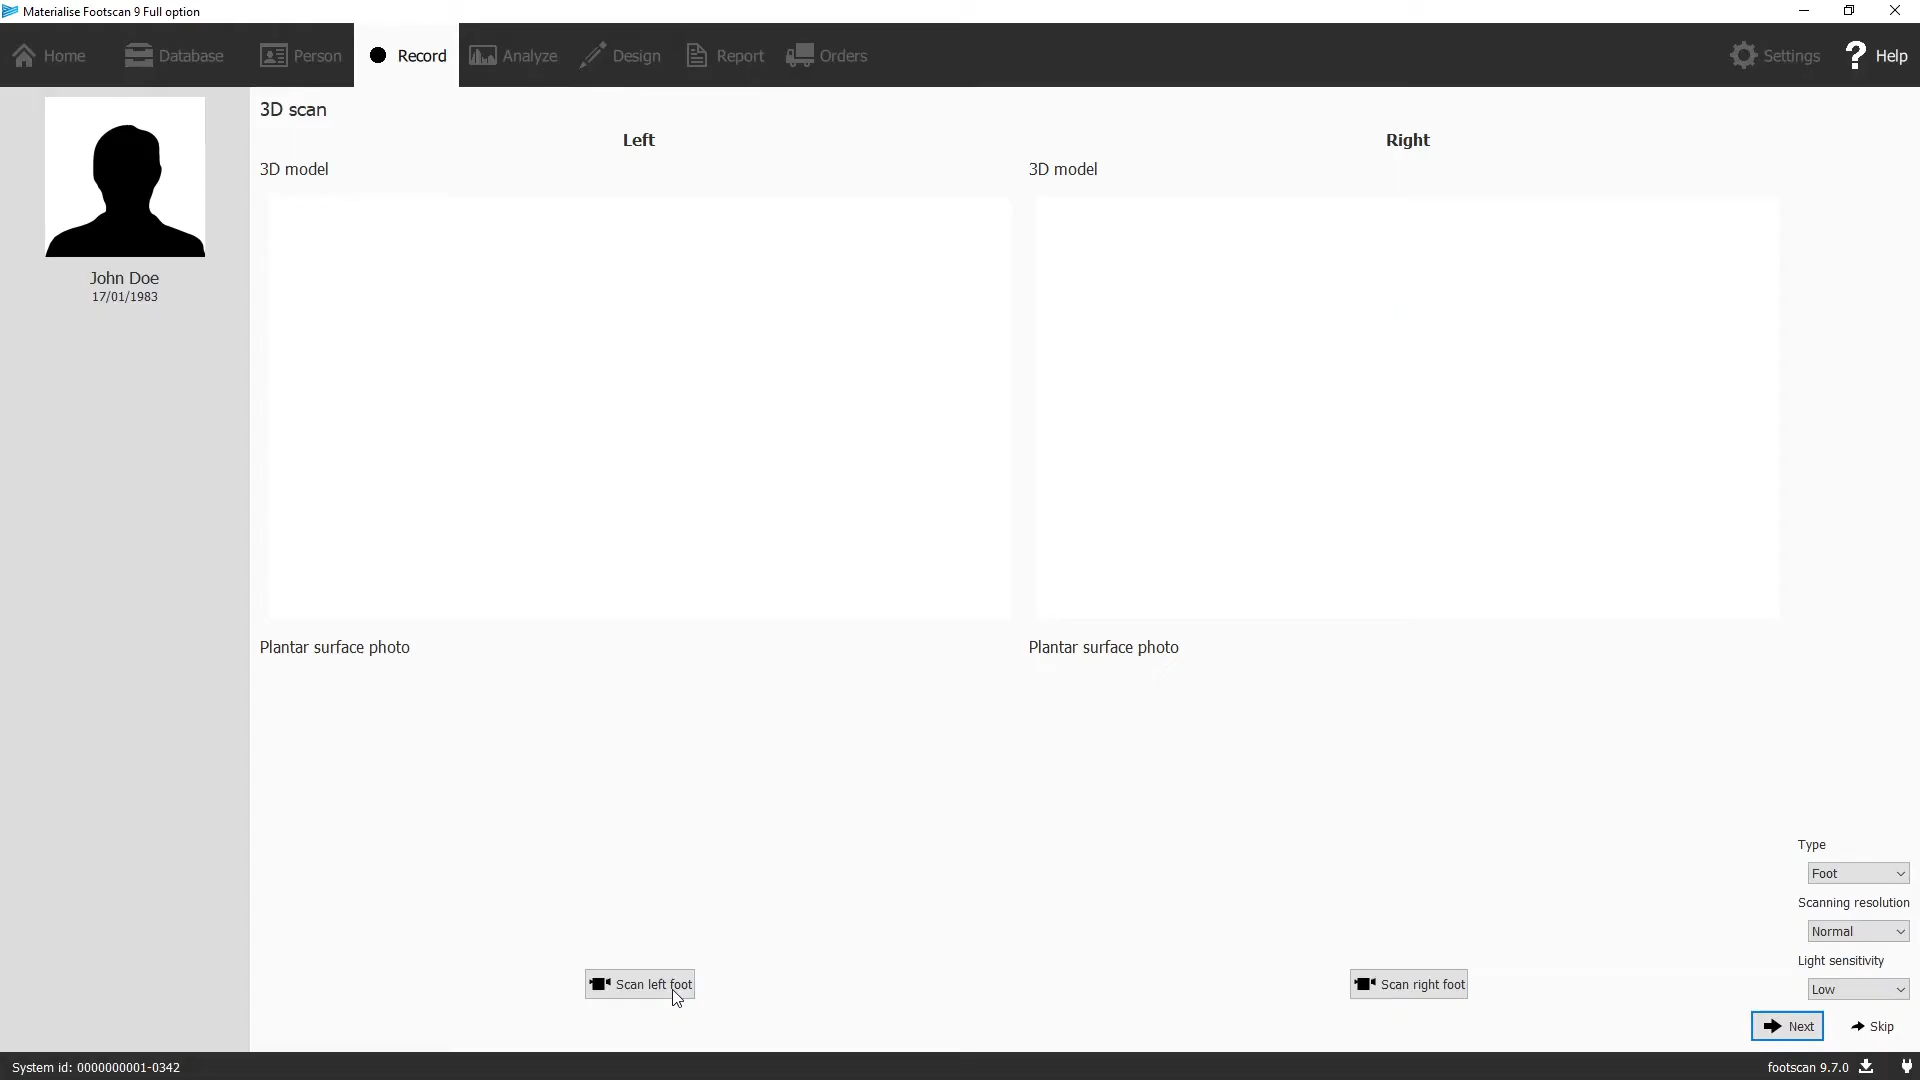 Materialise Footscan 9 Full option
Home Database Person Record Analyze Design Report Orders Settings ? Help
John Doe
17/01/1983
3D scan
Left Right
3D model 3D model
Plantar surface photo Plantar surface photo
Type
Foot
Scanning resolution
Normal
Light sensitivity
Low
Scan left foot Scan right foot
Next Skip
System id: 0000000001-0342 footscan 9.7.0